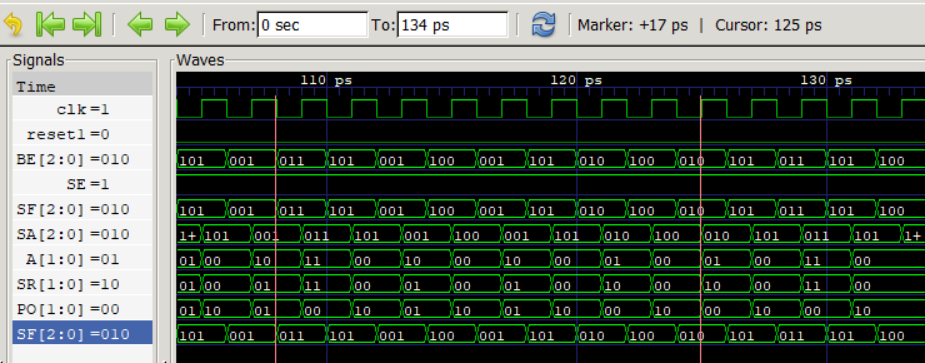 From: 0 sec To: 134 ps Marker: +17 ps | Cursor: 125 ps
Signals Waves
Time 110 ps 120 ps 130 ps
clk =1
reset1 =0
BE[2:0] =010 101 001 011 101 001 100 001 101 010 100 010 101 011 101 100
SE =1
SF[2:0] =010 101 001 011 101 001 100 001 101 010 100 010 101 011 101 100
SA[2:0] =010 1+ 101 001 011 101 001 100 001 101 010 100 010 101 011 101 1+
A[1:0] =01 01 00 10 11 00 10 00 10 00 01 00 01 00 11 00
SR[1:0] =10 01 00 01 11 00 01 00 01 00 10 00 10 00 11 00
PO[1:0] =00 01 10 01 00 10 01 10 01 10 00 10 00 10 00 10
SF[2:0] =010 101 001 011 101 001 100 001 101 010 100 010 101 011 101 100